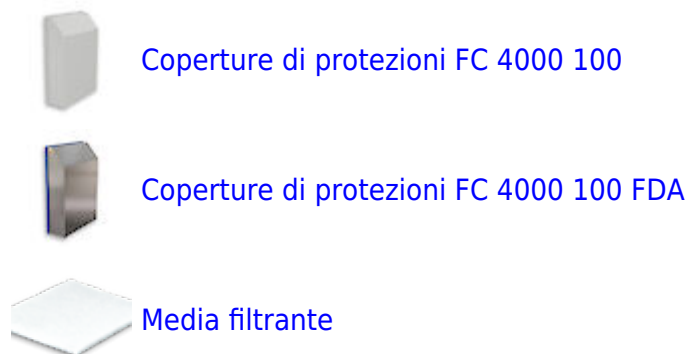 Coperture di protezioni FC 4000 100
Coperture di protezioni FC 4000 100 FDA
Media filtrante